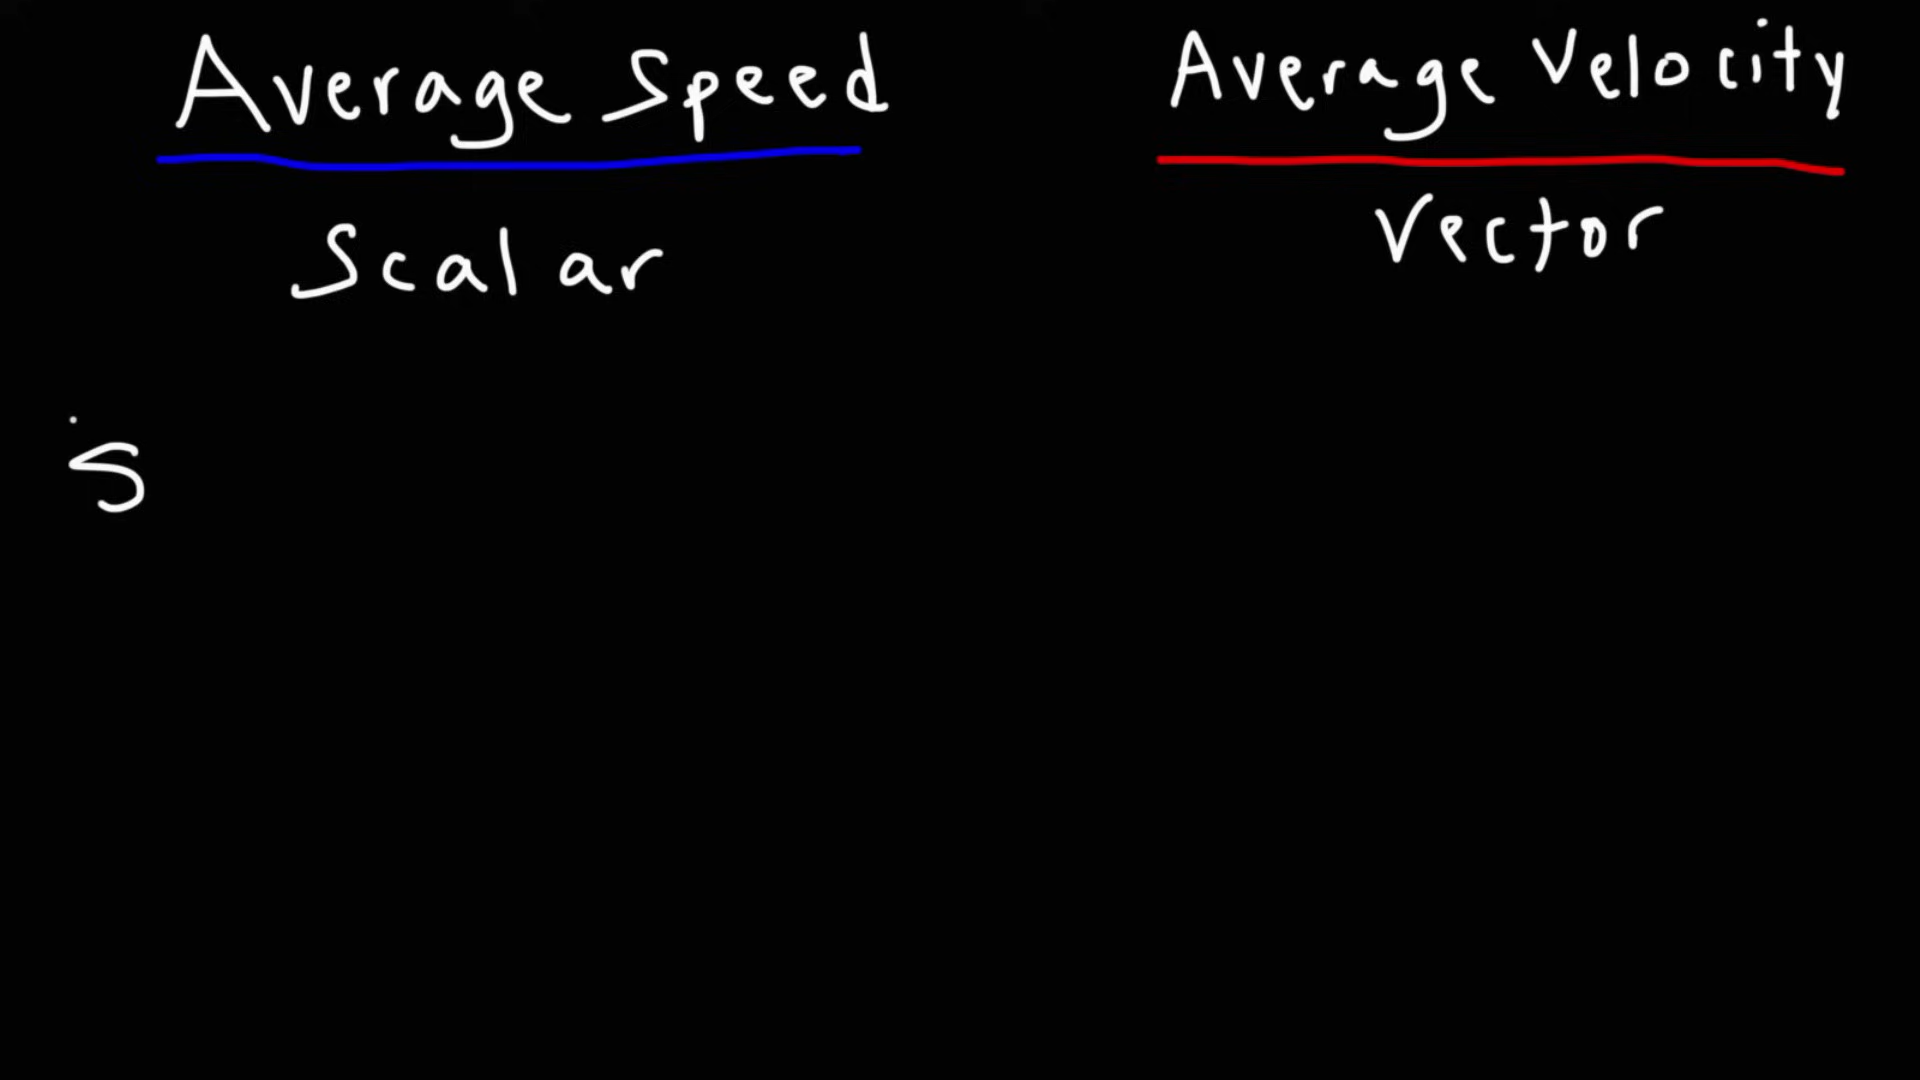 Average Speed
Average Velocity
Scalar
Vector
S